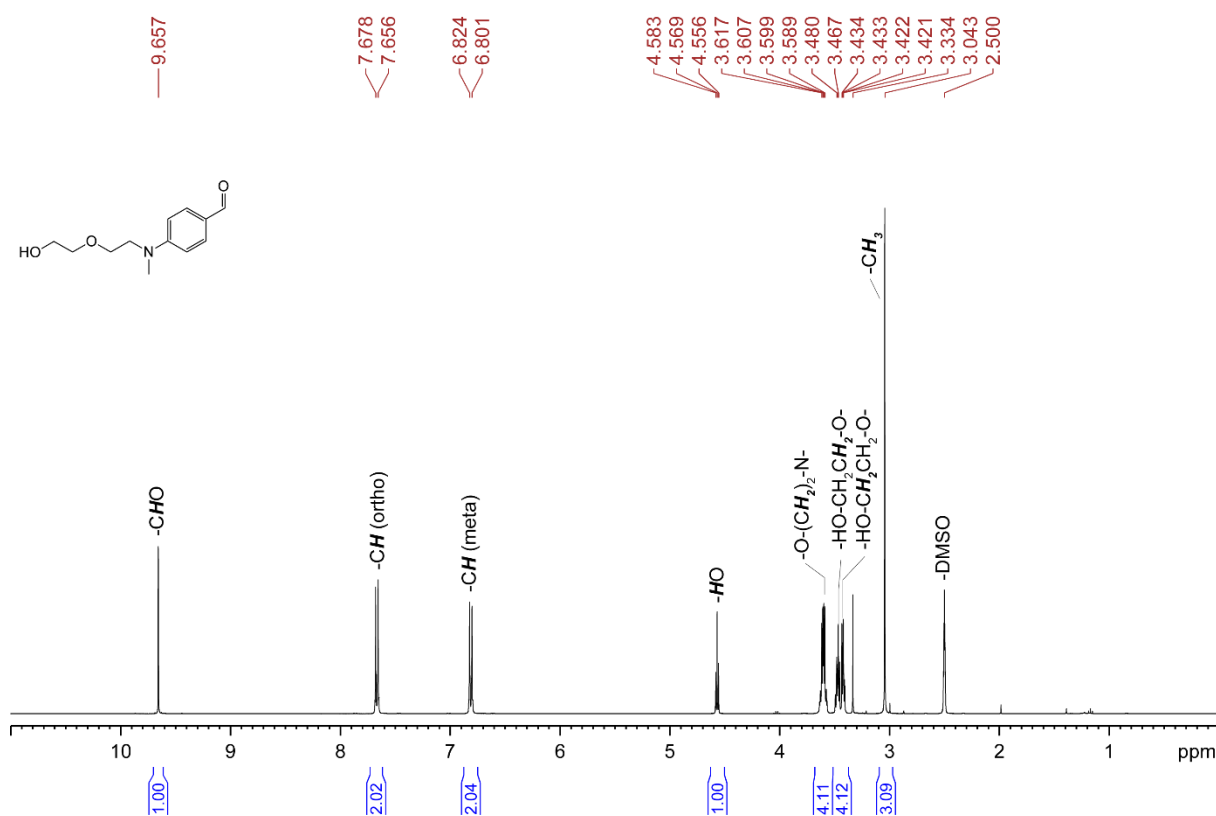 9.657
7.678
7.656
6.824
6.801
4.583
4.569
4.556
3.617
3.607
3.599
3.589
3.480
3.467
3.434
3.433
3.422
3.421
3.334
3.043
2.500
O
HO
O
N
-CHO
-CH (ortho)
-CH (meta)
-HO
-O-(CH₂)₂-N-
-HO-CH₂CH₂-O-
-HO-CH₂CH₂-O-
-CH₃
-DMSO
10 9 8 7 6 5 4 3 2 1 ppm
1.00
2.02
2.04
1.00
4.11
4.12
3.09